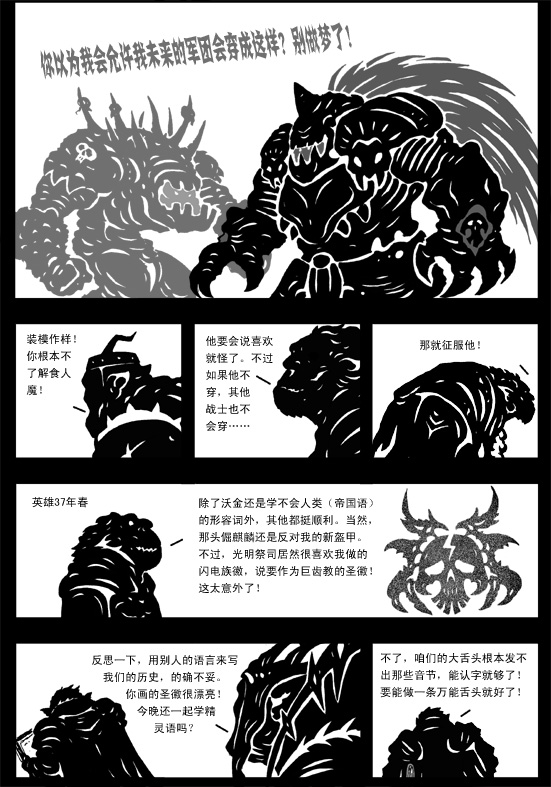 你以为我会允许我未来的军团会穿成这样？别做梦了！
装模作样！
你根本不
了解食人
魔！
他要会说喜欢
就怪了。不过
如果他不
穿，其他
战士也不
会穿……
那就征服他！
英雄37年春
除了沃金还是学不会人类（帝国语）
的形容词外，其他都挺顺利。当然，
那头倔麒麟还是反对我的新盔甲。
不过，光明祭司居然很喜欢我做的
闪电族徽，说要作为巨齿教的圣徽！
这太意外了！
反思一下，用别人的语言来写
我们的历史，的确不妥。
你画的圣徽很漂亮！
今晚还一起学精
灵语吗？
不了，咱们的大舌头根本发不
出那些音节，能认字就够了！
要能做一条万能舌头就好了！